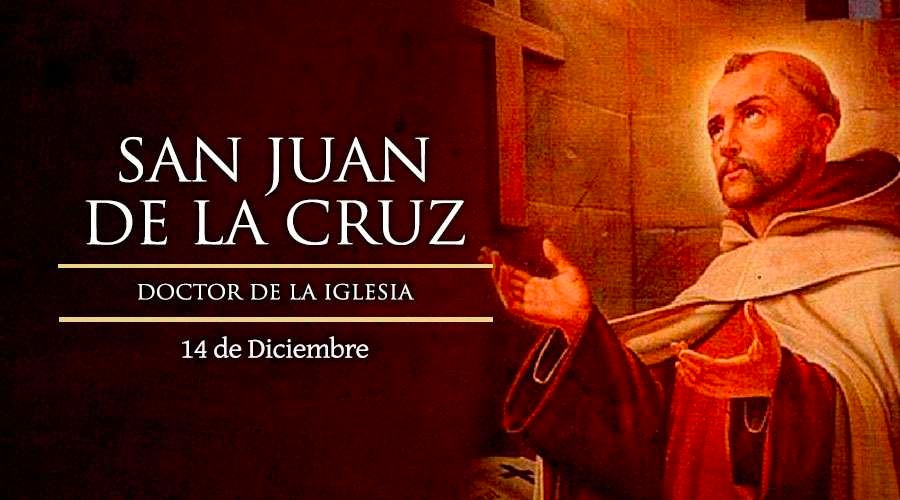 SAN JUAN
DE LA CRUZ
DOCTOR DE LA IGLESIA
14 de Diciembre